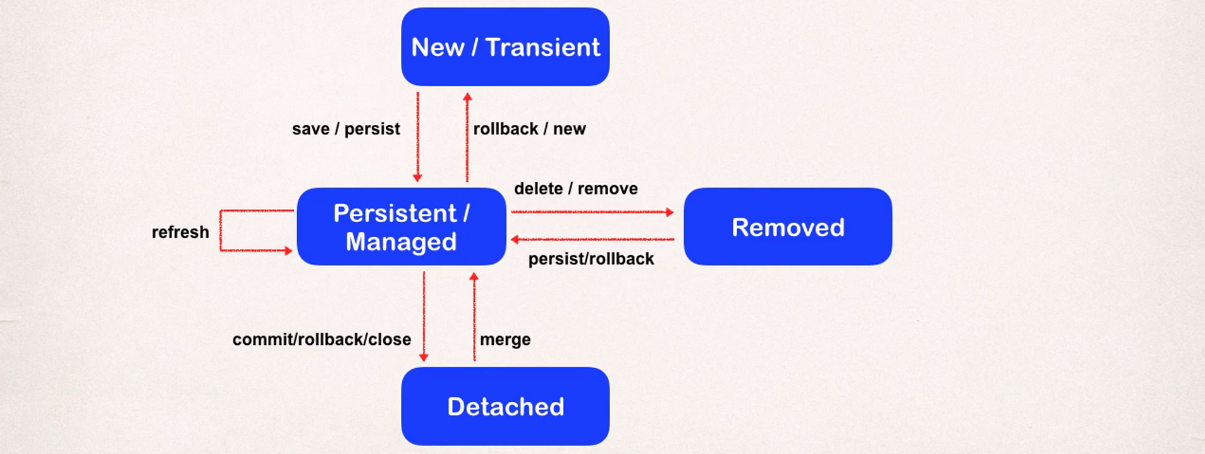 New / Transient
save / persist
rollback / new
delete / remove
Persistent /
Managed
Removed
refresh
persist/rollback
commit/rollback/close
merge
Detached